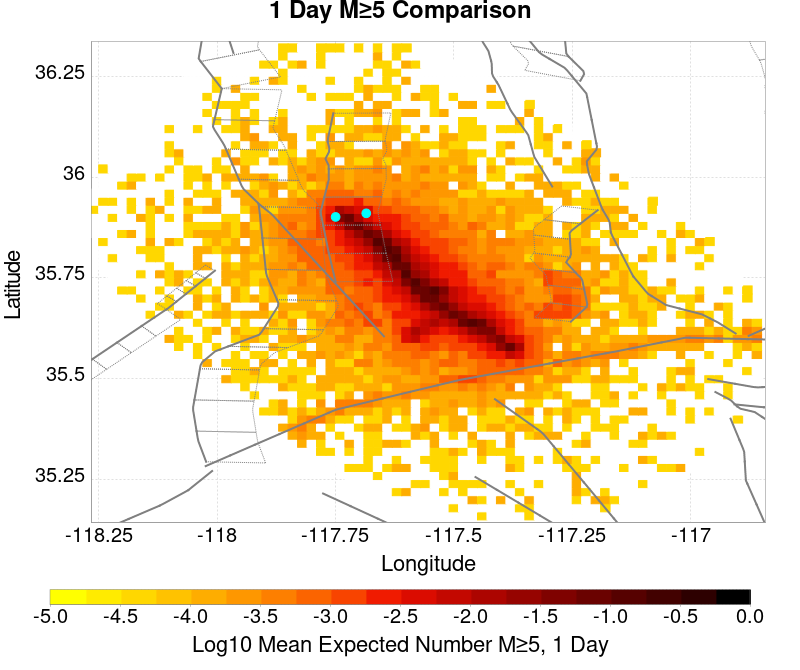 1 Day M≥5 Comparison
36.25
36
35.75
35.5
35.25
Latitude
-118.25 -118 -117.75 -117.5 -117.25 -117
Longitude
-5.0 -4.5 -4.0 -3.5 -3.0 -2.5 -2.0 -1.5 -1.0 -0.5 0.0
Log10 Mean Expected Number M≥5, 1 Day